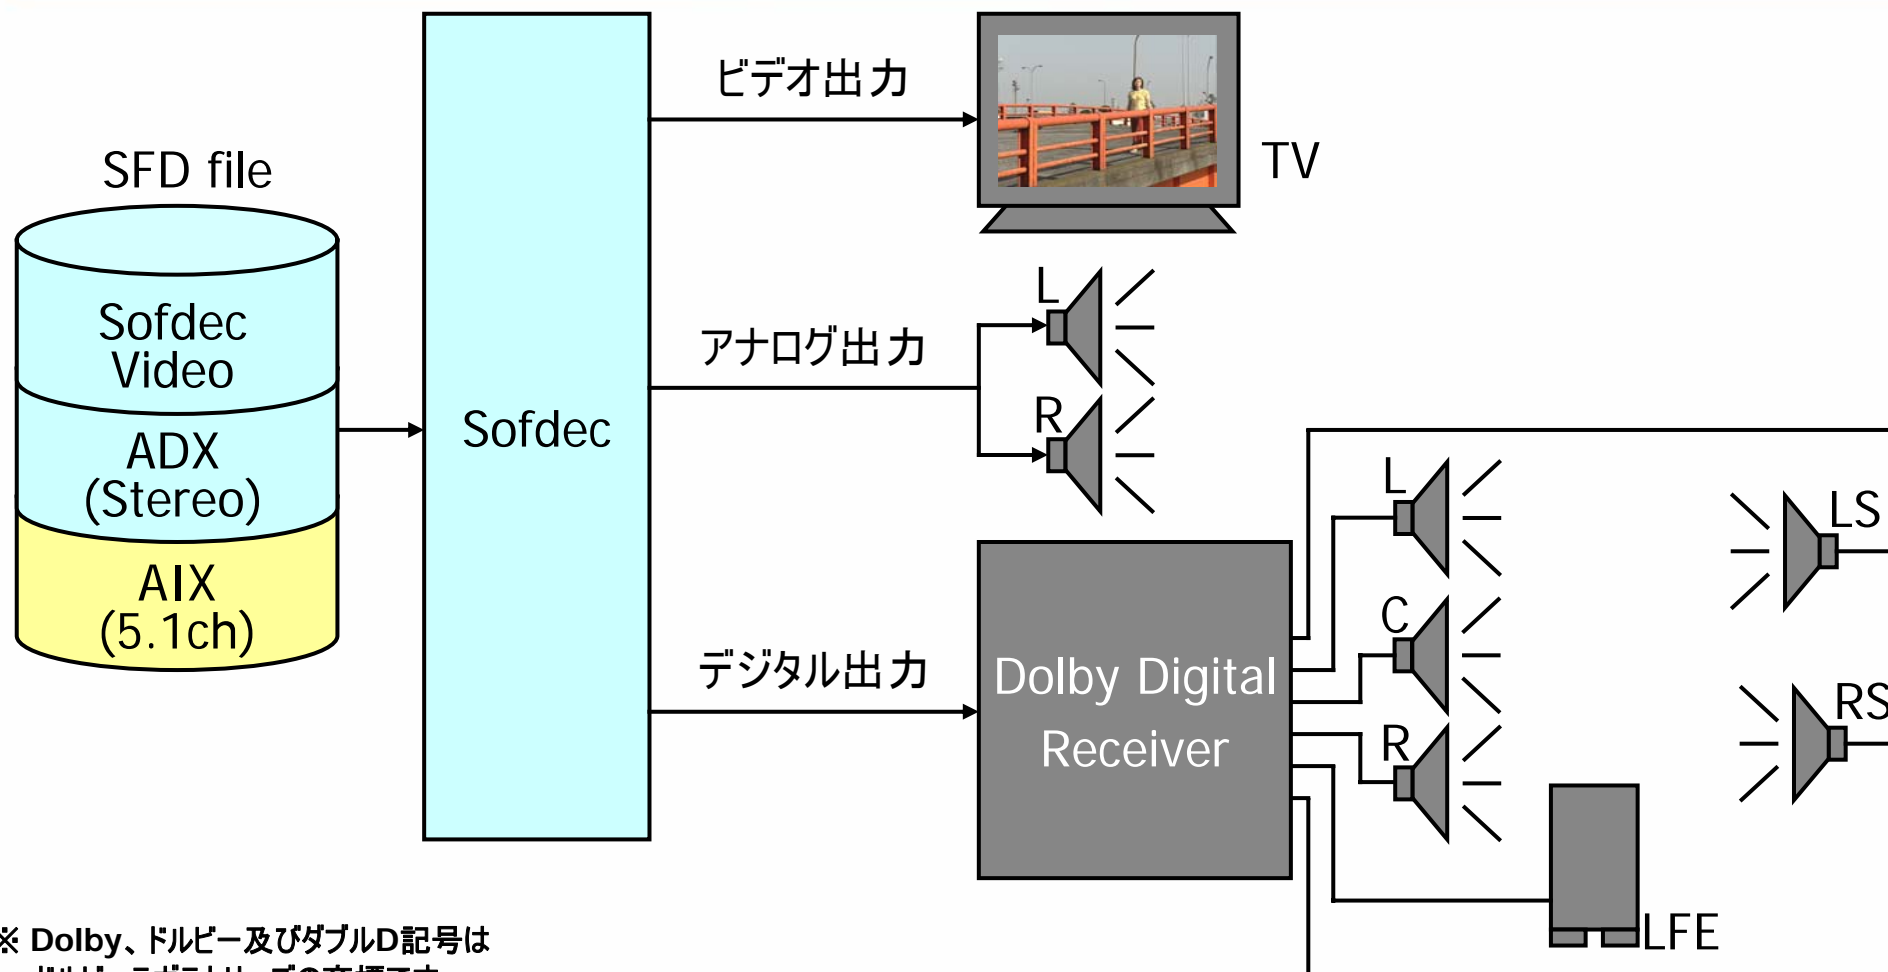 SFD file
Sofdec
Video
ADX
(Stereo)
AIX
(5.1ch)
Sofdec
ビデオ出力
アナログ出力
デジタル出力
TV
L
R
Dolby Digital
Receiver
L
C
R
LS
RS
LFE
※ Dolby、ドルビー及びダブルD記号は